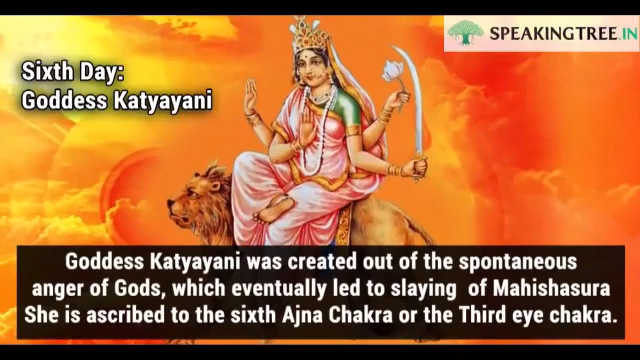 SPEAKINGTREE.IN
Sixth Day:
Goddess Katyayani
Goddess Katyayani was created out of the spontaneous
anger of Gods, which eventually led to slaying of Mahishasura
She is ascribed to the sixth Ajna Chakra or the Third eye chakra.